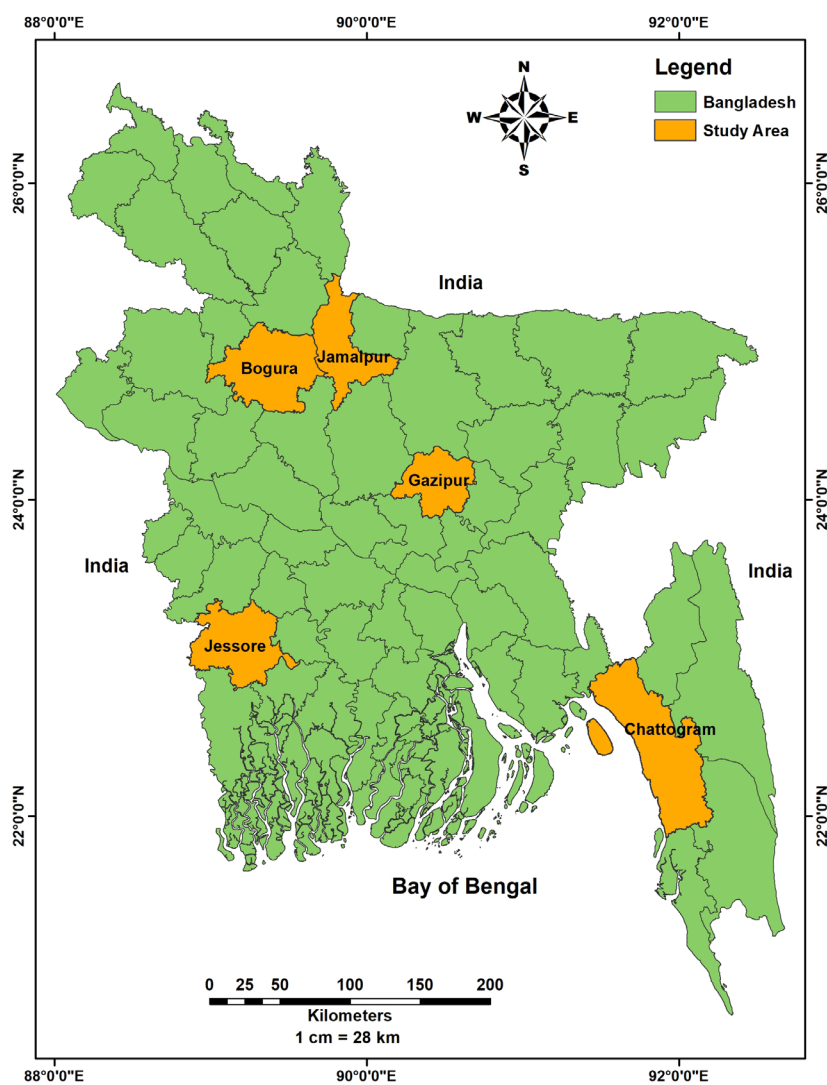 88°0'0"E 90°0'0"E 92°0'0"E
N
W E
S
Legend
Bangladesh
Study Area
26°0'0"N 26°0'0"N
India
Jamalpur
Bogura
Gazipur
24°0'0"N 24°0'0"N
India
India
Jessore
Chattogram
22°0'0"N 22°0'0"N
Bay of Bengal
0 25 50 100 150 200
Kilometers
1 cm = 28 km
88°0'0"E 90°0'0"E 92°0'0"E